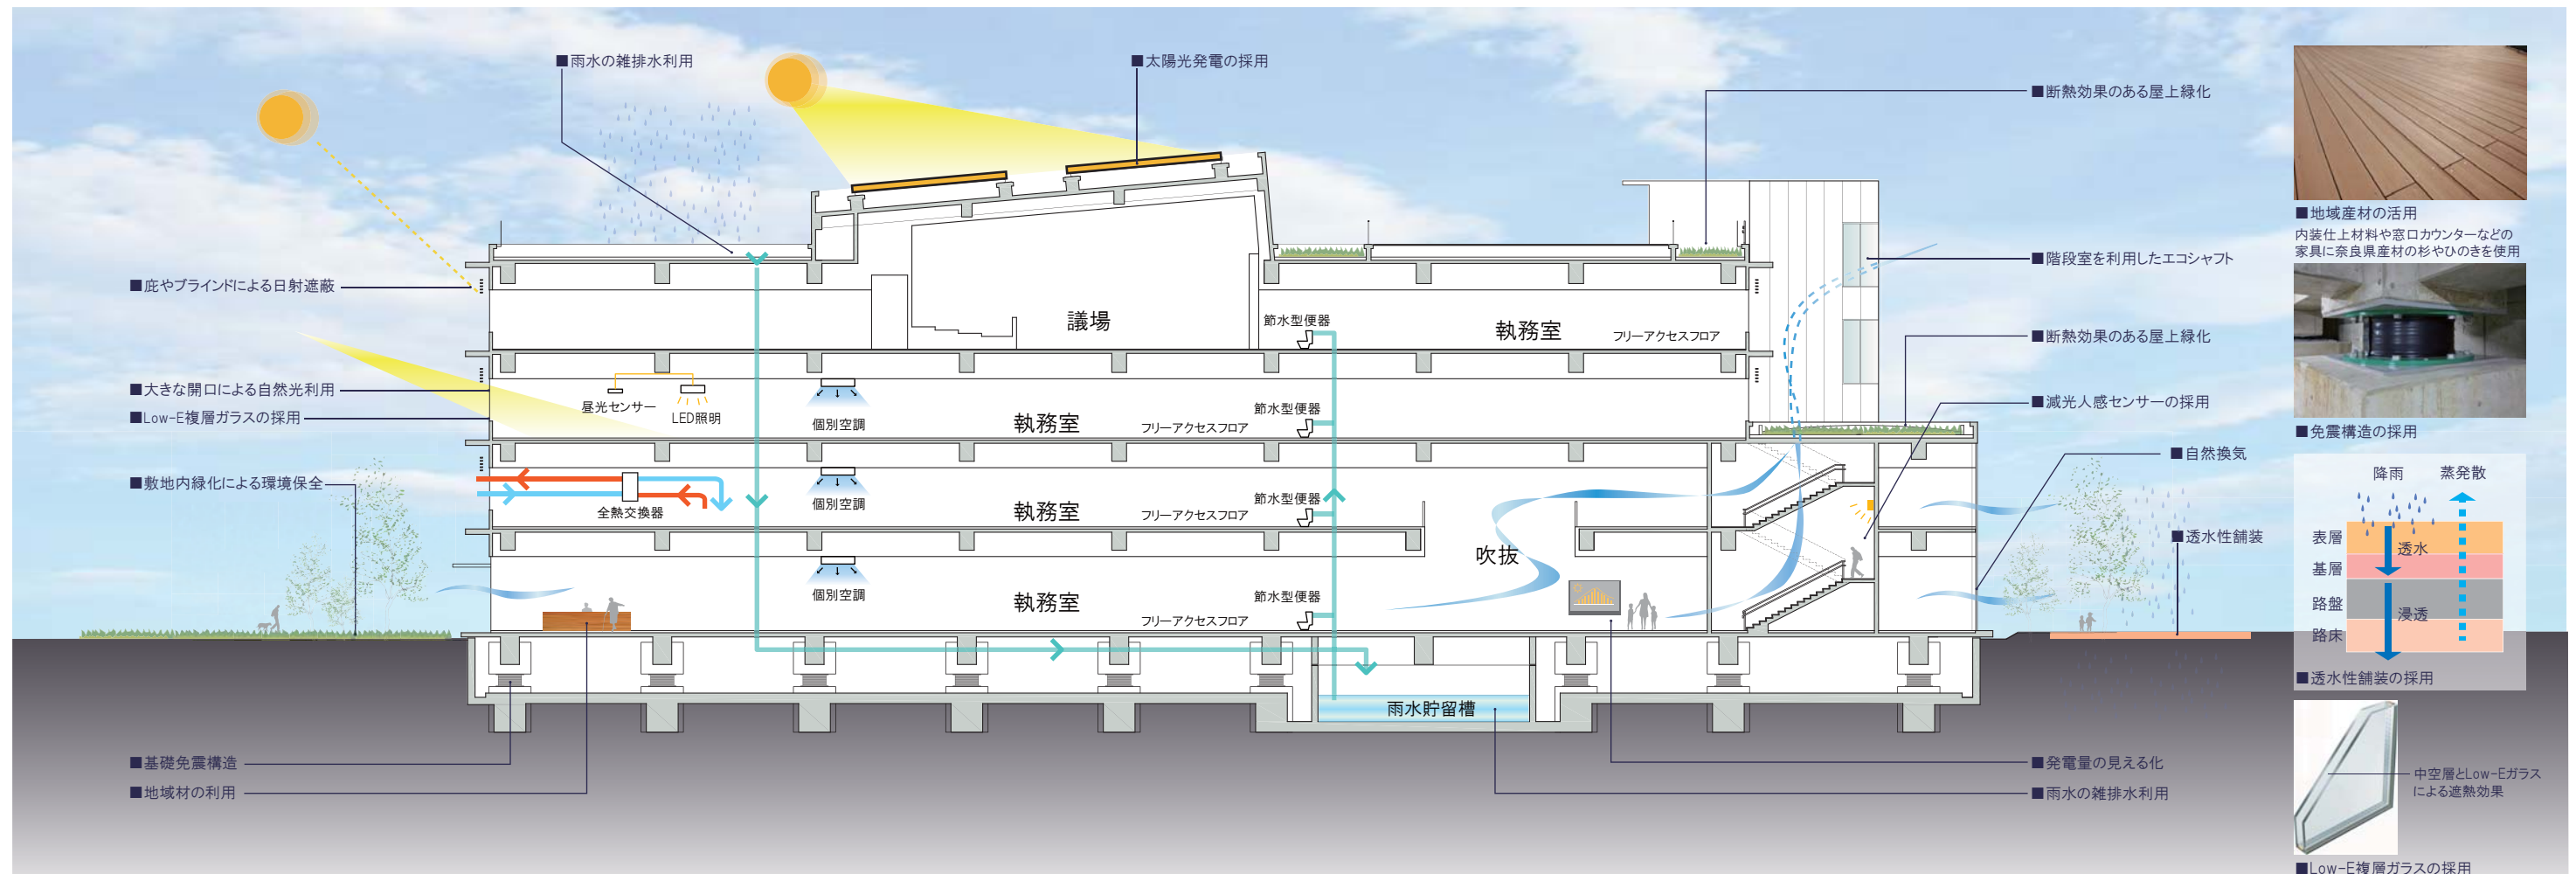 ■雨水の雑排水利用
■太陽光発電の採用
■庇やブラインドによる日射遮蔽
■大きな開口による自然光利用
■Low-E複層ガラスの採用
■敷地内緑化による環境保全
■基礎免震構造
■地域材の利用
議場
節水型便器
執務室
フリーアクセスフロア
昼光センサー
LED照明
個別空調
執務室
フリーアクセスフロア
節水型便器
全熱交換器
個別空調
執務室
フリーアクセスフロア
節水型便器
吹抜
個別空調
執務室
フリーアクセスフロア
節水型便器
雨水貯留槽
■断熱効果のある屋上緑化
■階段室を利用したエコシャフト
■断熱効果のある屋上緑化
■減光人感センサーの採用
■自然換気
■透水性舗装
■発電量の見える化
■雨水の雑排水利用
■地域産材の活用
内装仕上材料や窓口カウンターなどの
家具に奈良県産材の杉やひのきを使用
■免震構造の採用
降雨
蒸発散
表層
透水
基層
路盤
浸透
路床
■透水性舗装の採用
中空層とLow-Eガラス
による遮熱効果
■Low-E複層ガラスの採用